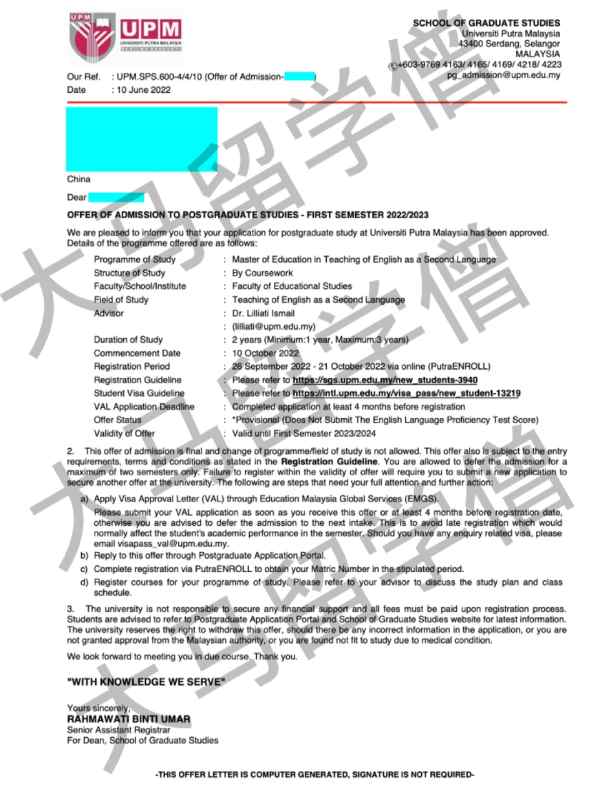 UPM
UPM
UNIVERSITI PUTRA MALAYSIA
SCHOOL OF GRADUATE STUDIES
Universiti Putra Malaysia
43400 Serdang, Selangor
MALAYSIA
+603-9769 4163/ 4165/ 4169/ 4218/ 4223
pg_admission@upm.edu.my
Our Ref. : UPM.SPS.600-4/4/10 (Offer of Admission- )
Date : 10 June 2022
China
Dear
OFFER OF ADMISSION TO POSTGRADUATE STUDIES - FIRST SEMESTER 2022/2023
We are pleased to inform you that your application for postgraduate study at Universiti Putra Malaysia has been approved.
Details of the programme offered are as follows:
Programme of Study : Master of Education in Teaching of English as a Second Language
Structure of Study : By Coursework
Faculty/School/Institute : Faculty of Educational Studies
Field of Study : Teaching of English as a Second Language
Advisor : Dr. Lilliati Ismail
: (lilliati@upm.edu.my)
Duration of Study : 2 years (Minimum:1 year, Maximum:3 years)
Commencement Date : 10 October 2022
Registration Period : 26 September 2022 - 21 October 2022 via online (PutraENROLL)
Registration Guideline : Please refer to https://sgs.upm.edu.my/new_students-3940
Student Visa Guideline : Please refer to https://intl.upm.edu.my/visa_pass/new_student-13219
VAL Application Deadline : Completed application at least 4 months before registration
Offer Status : *Provisional (Does Not Submit The English Language Proficiency Test Score)
Validity of Offer : Valid until First Semester 2023/2024
2. This offer of admission is final and change of programme/field of study is not allowed. This offer also is subject to the entry
requirements, terms and conditions as stated in the Registration Guideline. You are allowed to defer the admission for a
maximum of two semesters only. Failure to register within the validity of offer will require you to submit a new application to
secure another offer at the university. The following are steps that need your full attention and further action:
a) Apply Visa Approval Letter (VAL) through Education Malaysia Global Services (EMGS).
Please submit your VAL application as soon as you receive this offer or at least 4 months before registration date,
otherwise you are advised to defer the admission to the next intake. This is to avoid late registration which would
normally affect the student's academic performance in the semester. Should you have any enquiry related visa, please
email visapass_val@upm.edu.my.
b) Reply to this offer through Postgraduate Application Portal.
c) Complete registration via PutraENROLL to obtain your Matric Number in the stipulated period.
d) Register courses for your programme of study. Please refer to your advisor to discuss the study plan and class
schedule.
3. The university is not responsible to secure any financial support and all fees must be paid upon registration process.
Students are advised to refer to Postgraduate Application Portal and School of Graduate Studies website for latest information.
The university reserves the right to withdraw this offer, should there be any incorrect information in the application, or you are
not granted approval from the Malaysian authority, or you are found not fit to study due to medical condition.
We look forward to meeting you in due course. Thank you.
"WITH KNOWLEDGE WE SERVE"
Yours sincerely,
RAHMAWATI BINTI UMAR
Senior Assistant Registrar
For Dean, School of Graduate Studies
-THIS OFFER LETTER IS COMPUTER GENERATED, SIGNATURE IS NOT REQUIRED-
大马留学僧
大马留学僧
大马留学僧